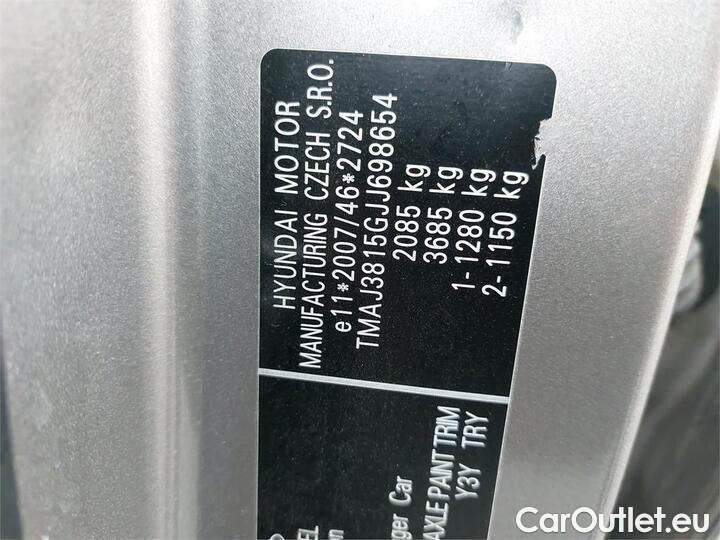 HYUNDAI MOTOR
MANUFACTURING CZECH S.R.O.
e11*2007/46*2724
TMAJ3815GJJ698654
2085 kg
3685 kg
1- 1280 kg
2- 1150 kg
Car
AXLE PAINT TRIM
Y3Y TRY
CarOutlet.eu